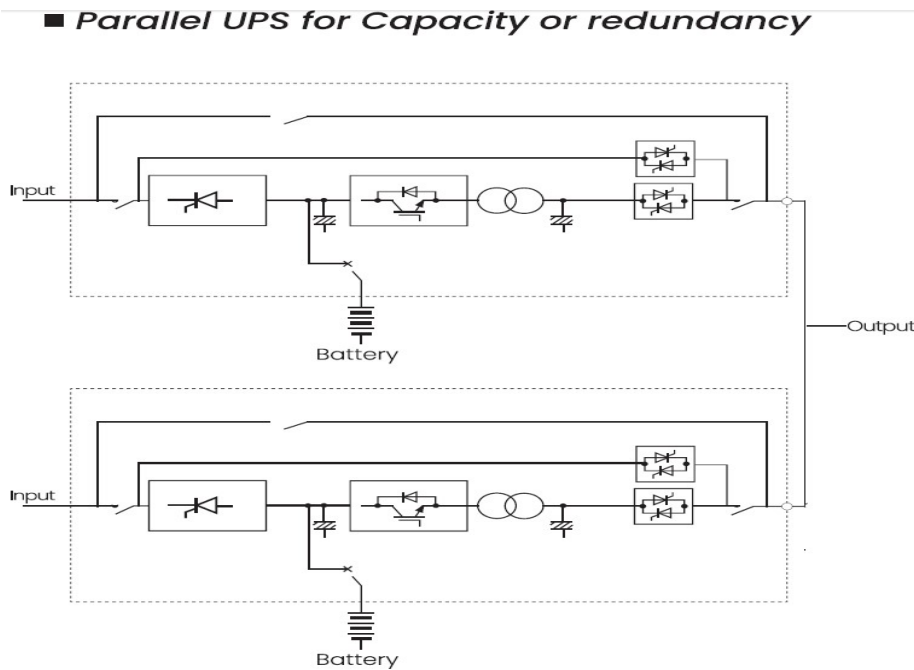 ■ Parallel UPS for Capacity or redundancy
Input
Battery
Output
Input
Battery